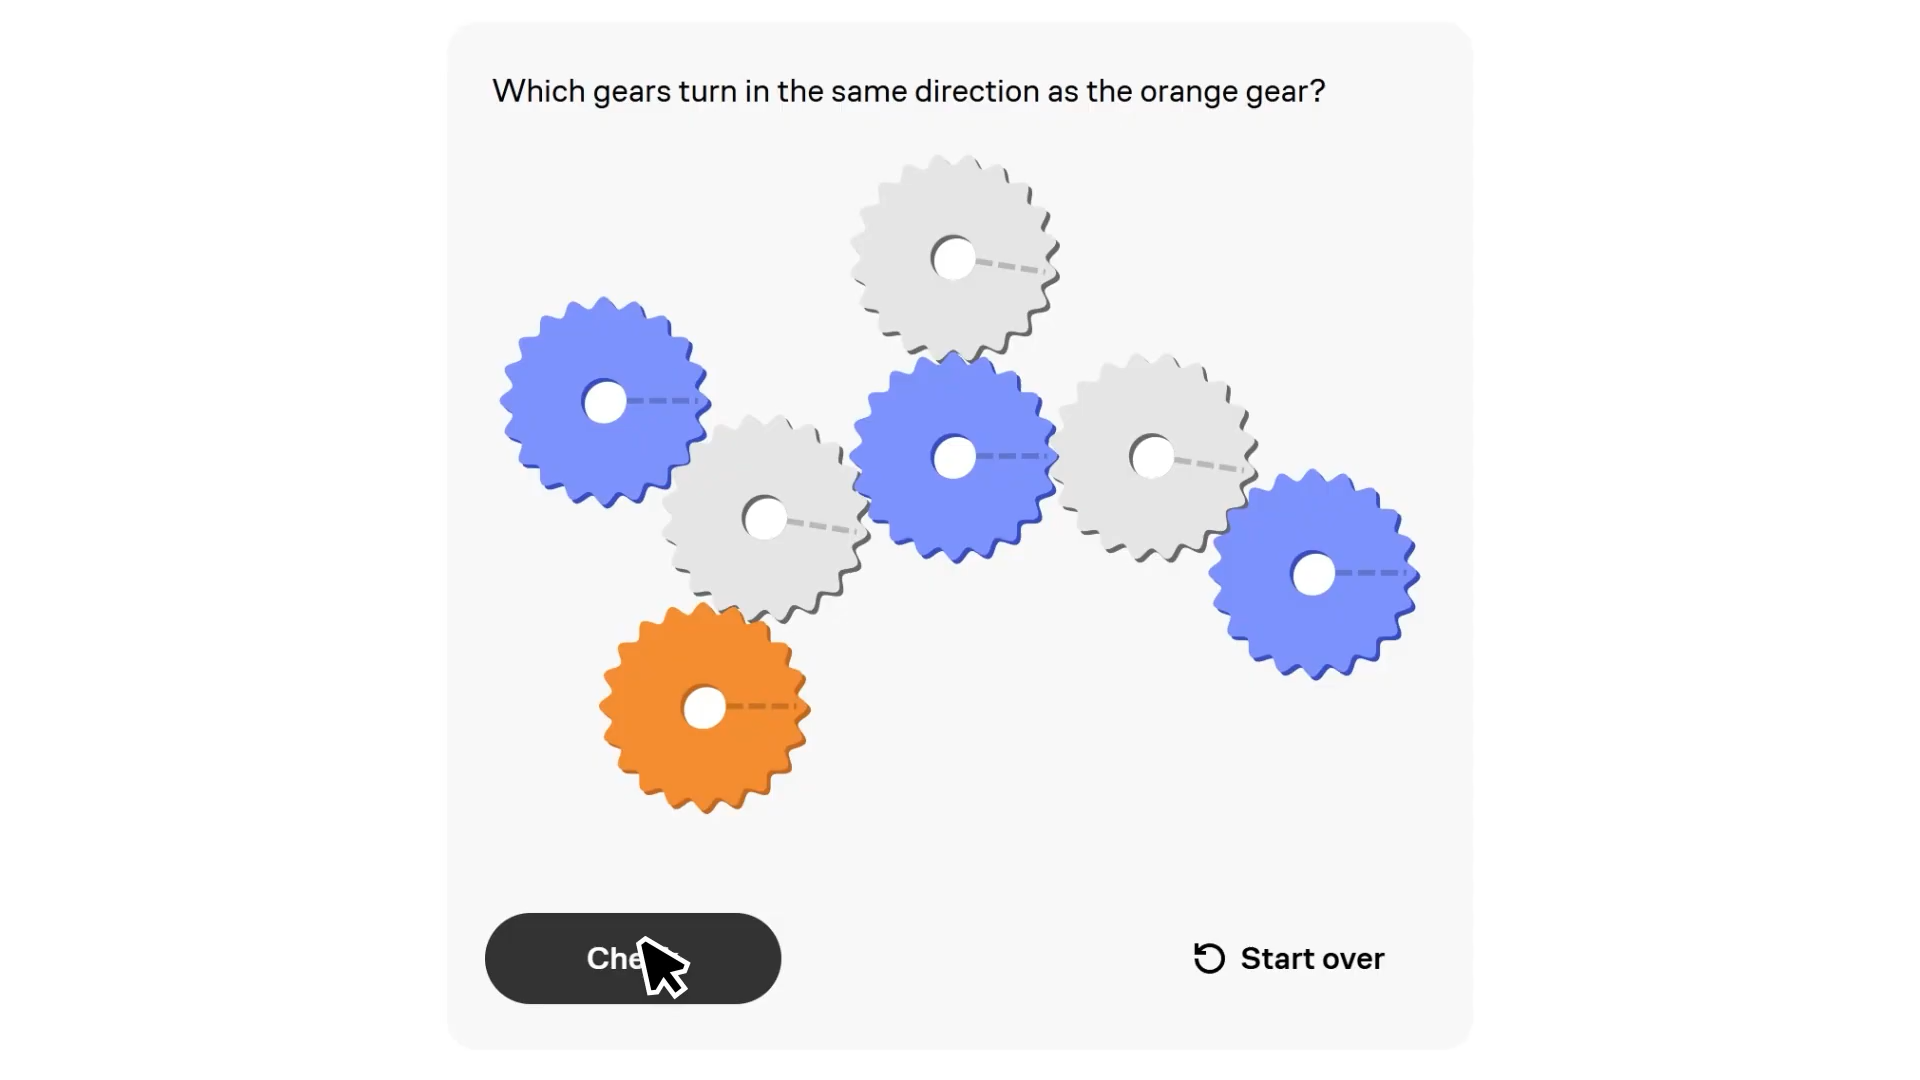 Which gears turn in the same direction as the orange gear?
Start over